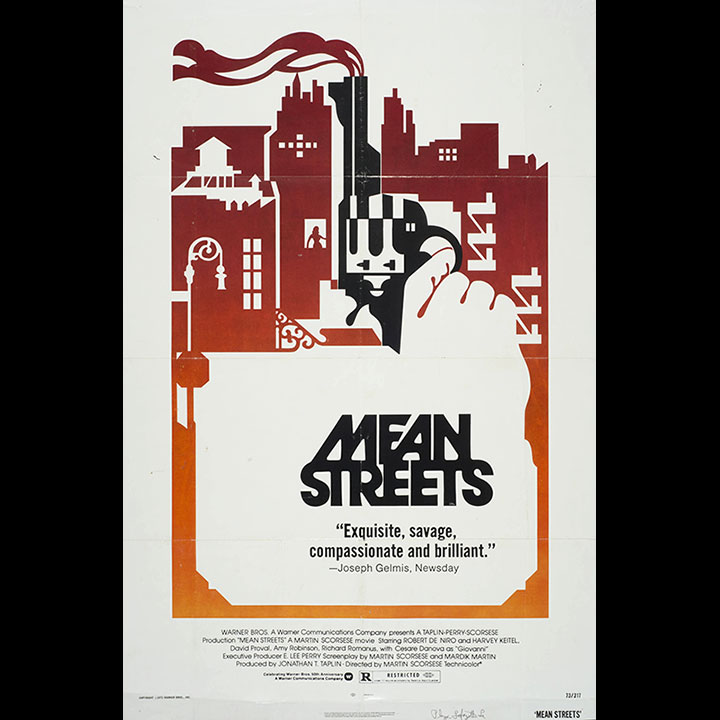 MEAN
STREETS
“Exquisite, savage,
compassionate and brilliant.”
—Joseph Gelmis, Newsday
WARNER BROS. A Warner Communications Company presents A TAPLIN-PERRY-SCORSESE
Production “MEAN STREETS” A MARTIN SCORSESE movie Starring ROBERT DE NIRO and HARVEY KEITEL,
David Proval, Amy Robinson, Richard Romanus, with Cesare Danova as “Giovanni”
Executive Producer E. LEE PERRY Screenplay by MARTIN SCORSESE and MARDIK MARTIN
Produced by JONATHAN T. TAPLIN · Directed by MARTIN SCORSESE Technicolor®
Celebrating Warner Bros. 50th Anniversary
A Warner Communications Company
R RESTRICTED
73/217
"MEAN STREETS"